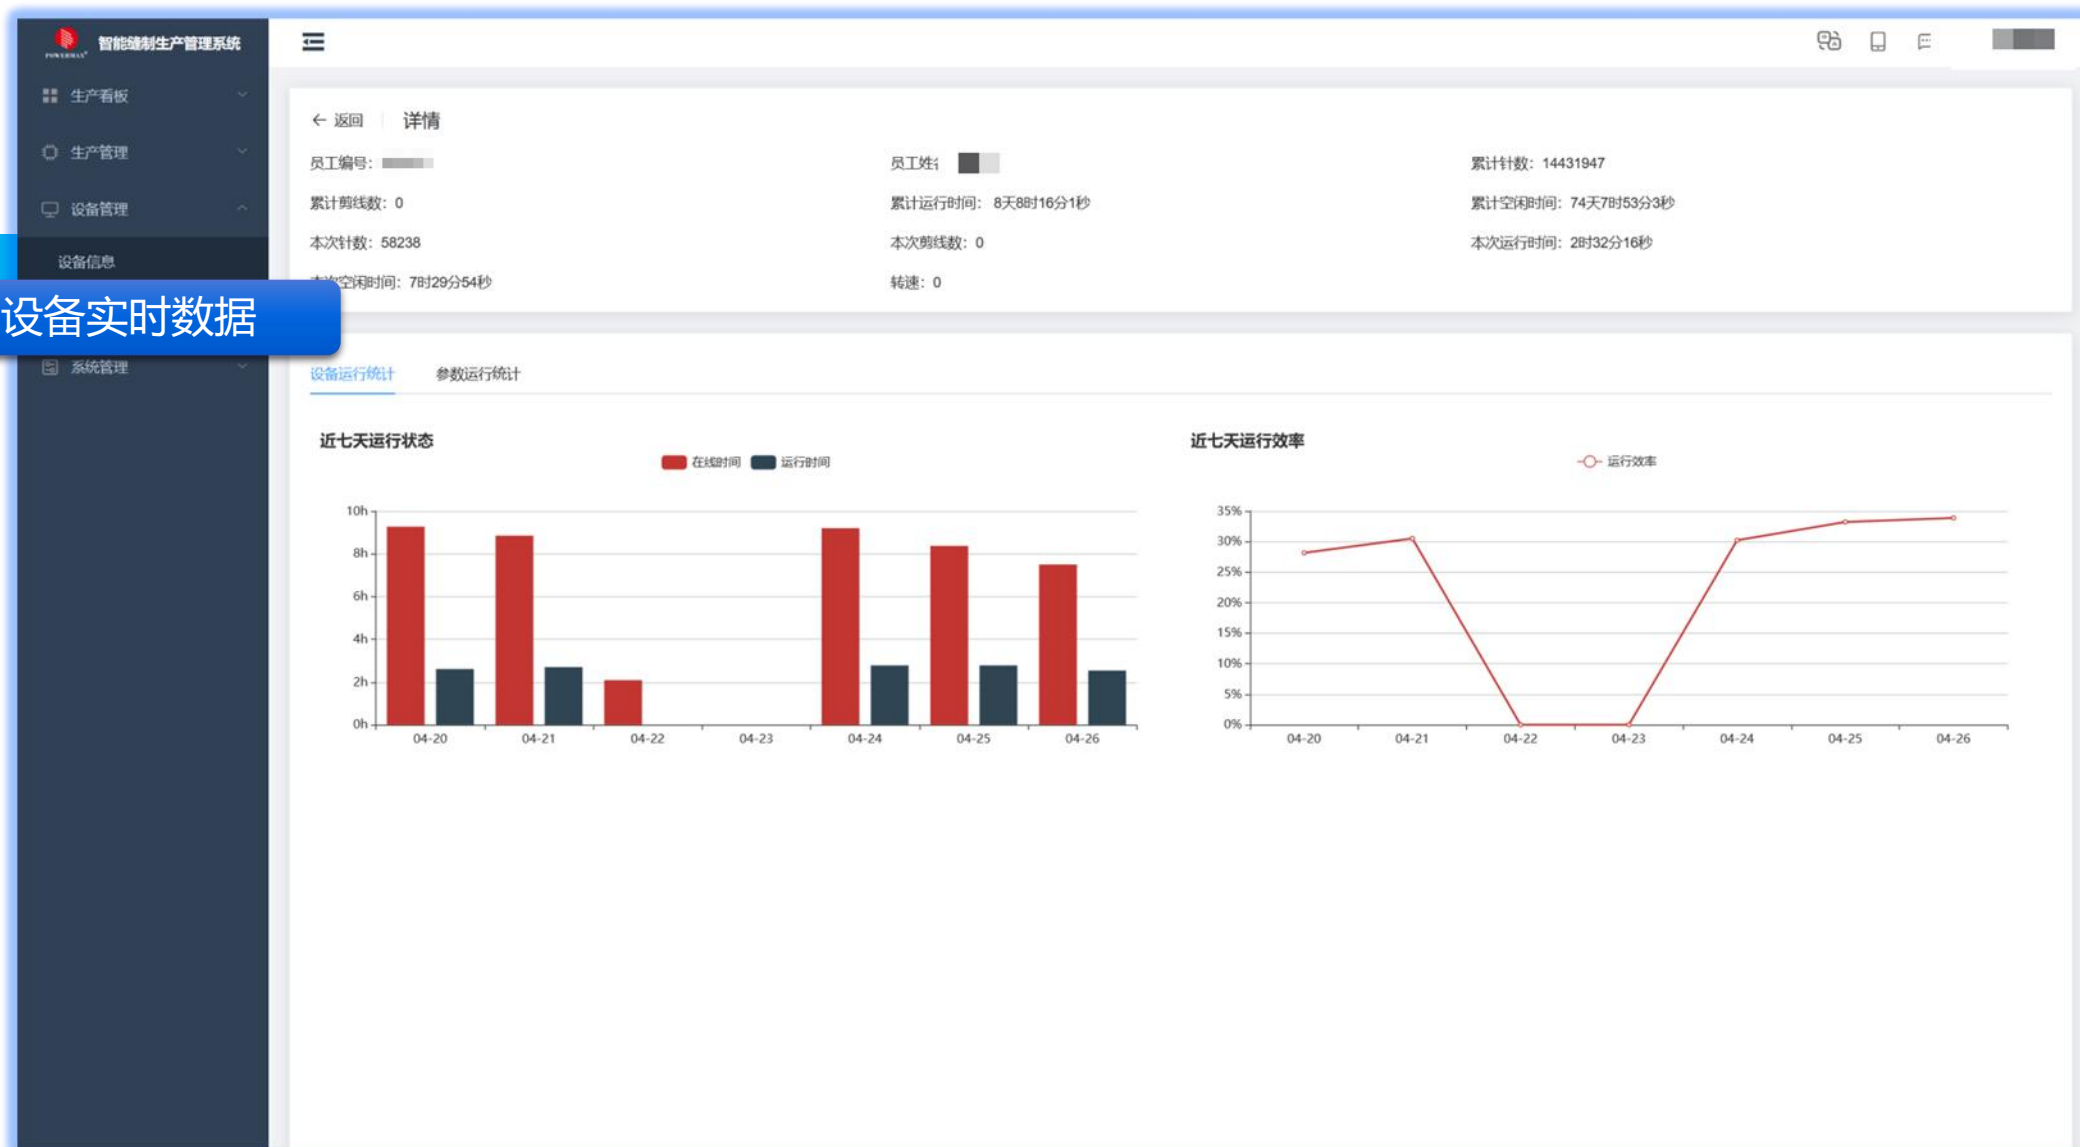 POWERMAX®
智能缝制生产管理系统
生产看板
生产管理
设备管理
设备信息
设备实时数据
系统管理
← 返回 详情
员工编号:
员工姓
累计针数: 14431947
累计剪线数: 0
累计运行时间: 8天8时16分1秒
累计空闲时间: 74天7时53分3秒
本次针数: 58238
本次剪线数: 0
本次运行时间: 2时32分16秒
本次空闲时间: 7时29分54秒
转速: 0
设备运行统计 参数运行统计
近七天运行状态
在线时间 运行时间
10h
8h
6h
4h
2h
0h
04-20 04-21 04-22 04-23 04-24 04-25 04-26
近七天运行效率
运行效率
35%
30%
25%
20%
15%
10%
5%
0%
04-20 04-21 04-22 04-23 04-24 04-25 04-26